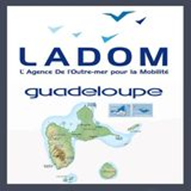 LADOM
L'Agence De l'Outre-mer pour la Mobilité
guadeloupe